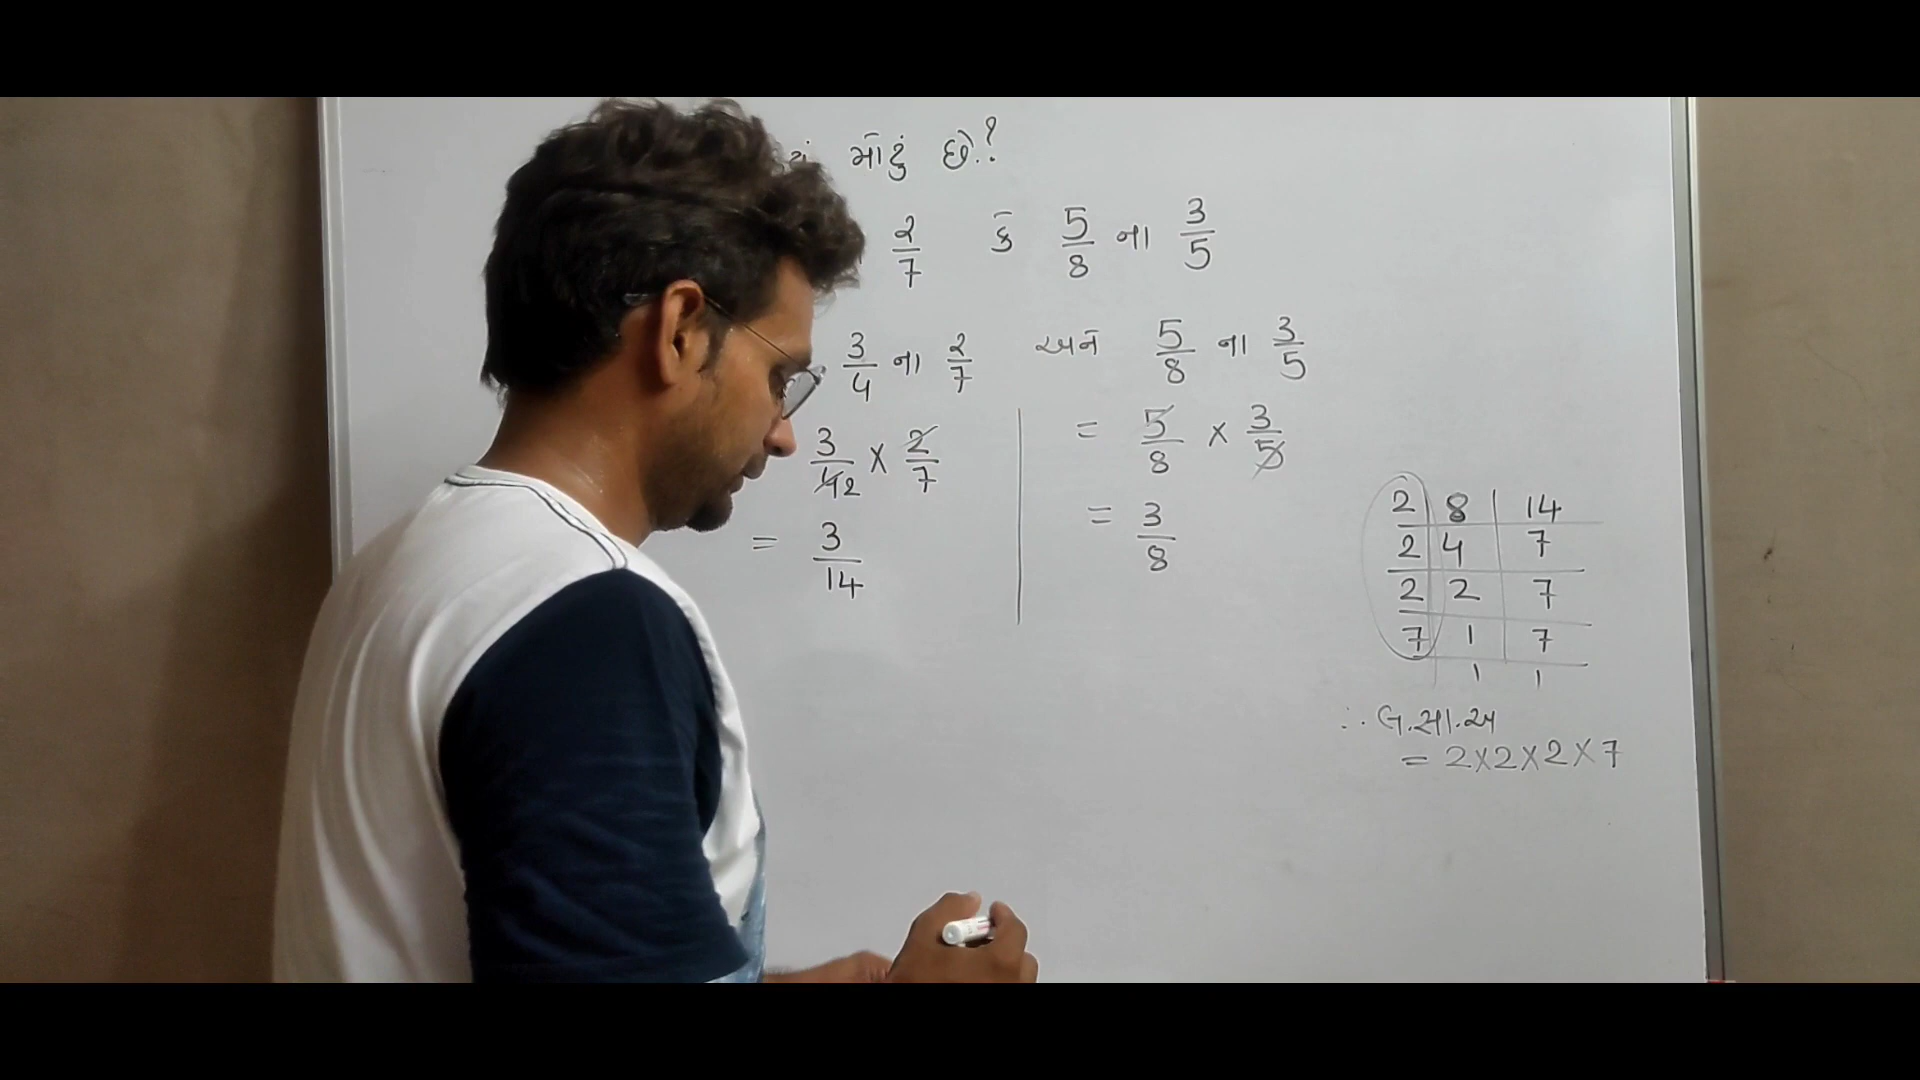 મોટું છે.?
2/7 કે 5/8 ના 3/5
3/4 ના 2/7 અને 5/8 ના 3/5
3/4 2 × 2/7
= 5/8 × 3/5
= 3/14
= 3/8
2 8 14
2 4 7
2 2 7
7 1 7
1 1
∴ લ.સા.અ
= 2×2×2×7